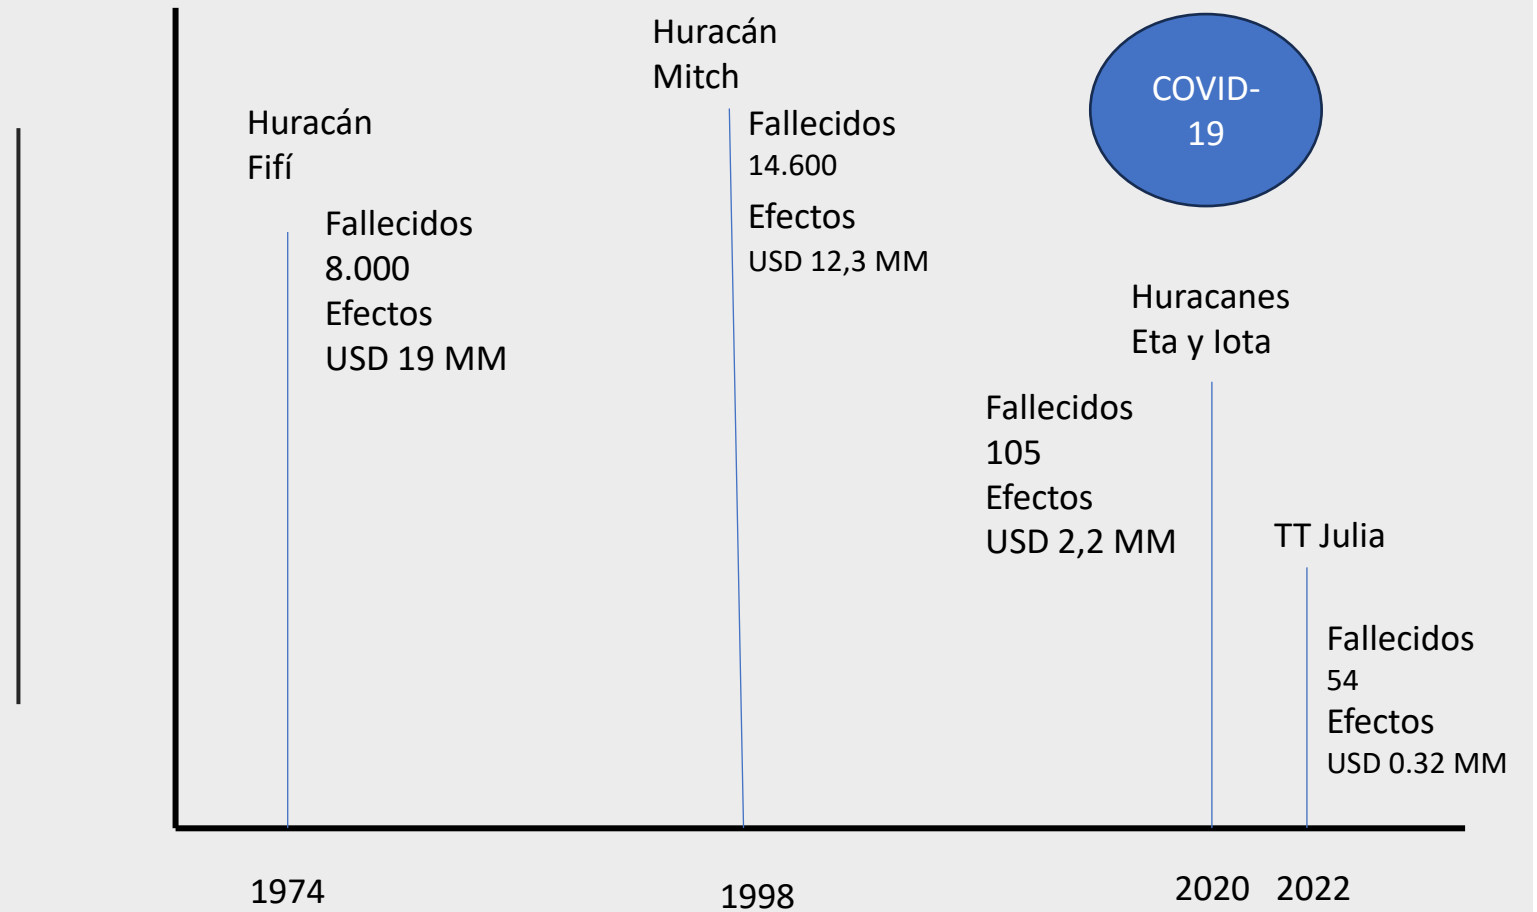 Huracán
Fifí
Fallecidos
8.000
Efectos
USD 19 MM
Huracán
Mitch
Fallecidos
14.600
Efectos
USD 12,3 MM
COVID-
19
Huracanes
Eta y Iota
Fallecidos
105
Efectos
USD 2,2 MM
TT Julia
Fallecidos
54
Efectos
USD 0.32 MM
1974
1998
2020
2022